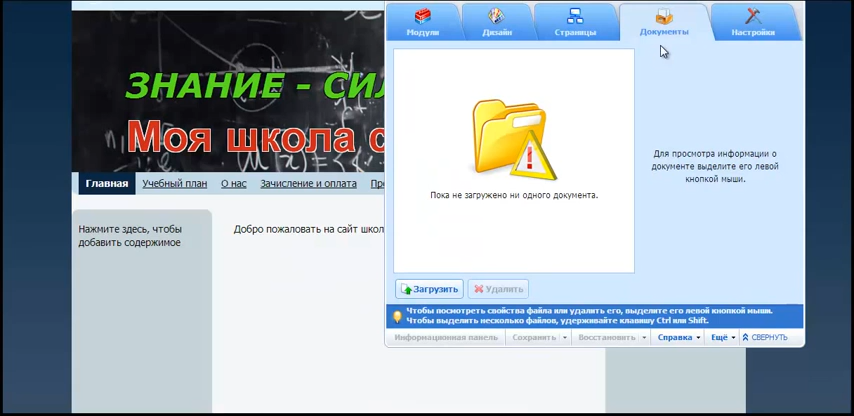 Модули
Дизайн
Страницы
Документы
Настройки
ЗНАНИЕ - СИЛ
Моя школа с
Главная
Учебный план
О нас
Зачисление и оплата
Пр
Нажмите здесь, чтобы
добавить содержимое
Добро пожаловать на сайт школ
Пока не загружено ни одного документа.
Для просмотра информации о
документе выделите его левой
кнопкой мыши.
Загрузить
Удалить
Чтобы посмотреть свойства файла или удалить его, выделите его левой кнопкой мыши.
Чтобы выделить несколько файлов, удерживайте клавишу Ctrl или Shift.
Информационная панель
Сохранить
Восстановить
Справка
Ещё
СВЕРНУТЬ